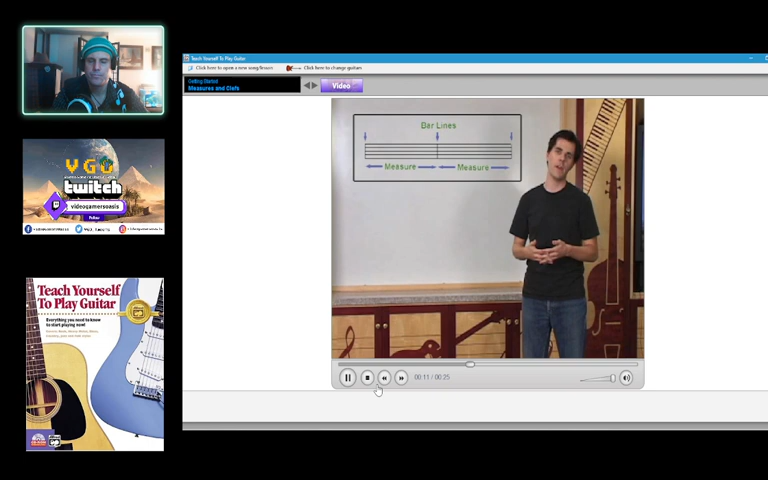 VGO
twitch
videogamersoasis
Follow
Teach Yourself
To Play Guitar
Everything you need to know
to start playing now!
Teach Yourself To Play Guitar
Click here to open a new song/lesson
Click here to change guitars
Getting Started
Measures and Clefs
Video
Bar Lines
Measure
Measure
00:11 / 00:25